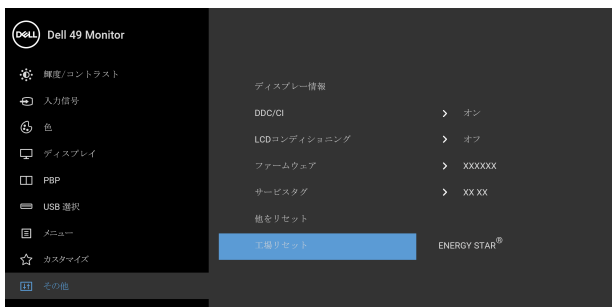 DELL Dell 49 Monitor
輝度/コントラスト
入力信号
色
ディスプレイ
PBP
USB 選択
メニュー
カスタマイズ
その他
ディスプレー情報
DDC/CI オン
LCDコンディショニング オフ
ファームウェア XXXXXX
サービスタグ XX XX
他をリセット
工場リセット ENERGY STAR®